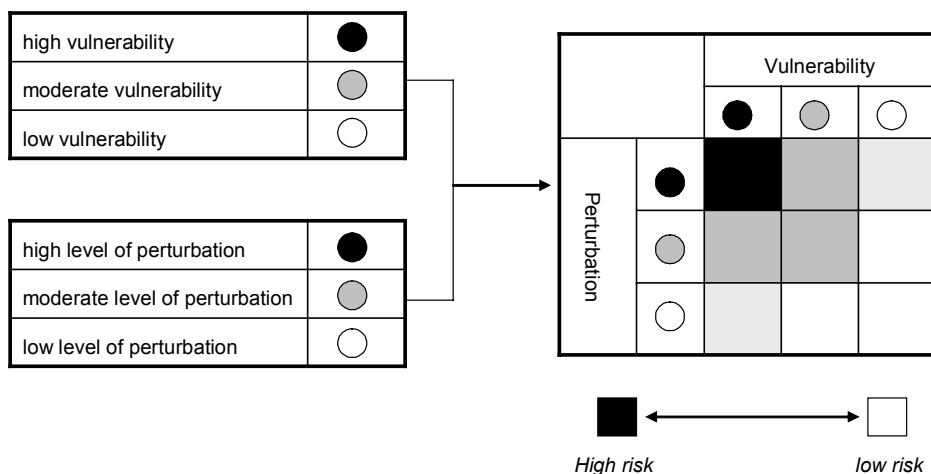 high vulnerability
moderate vulnerability
low vulnerability
high level of perturbation
moderate level of perturbation
low level of perturbation
Vulnerability
Perturbation
High risk
low risk